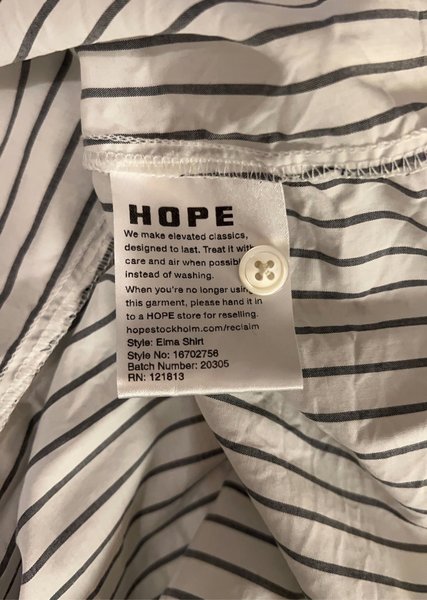 HOPE
We make elevated classics,
designed to last. Treat it with
care and air when
instead of washing.
When you're no longer
this garment, please hand it in
to a HOPE store for reselling.
hopestockholm.com/reclaim
Style: Elma Shirt
Style No: 16702756
Batch Number: 20305
RN: 121813